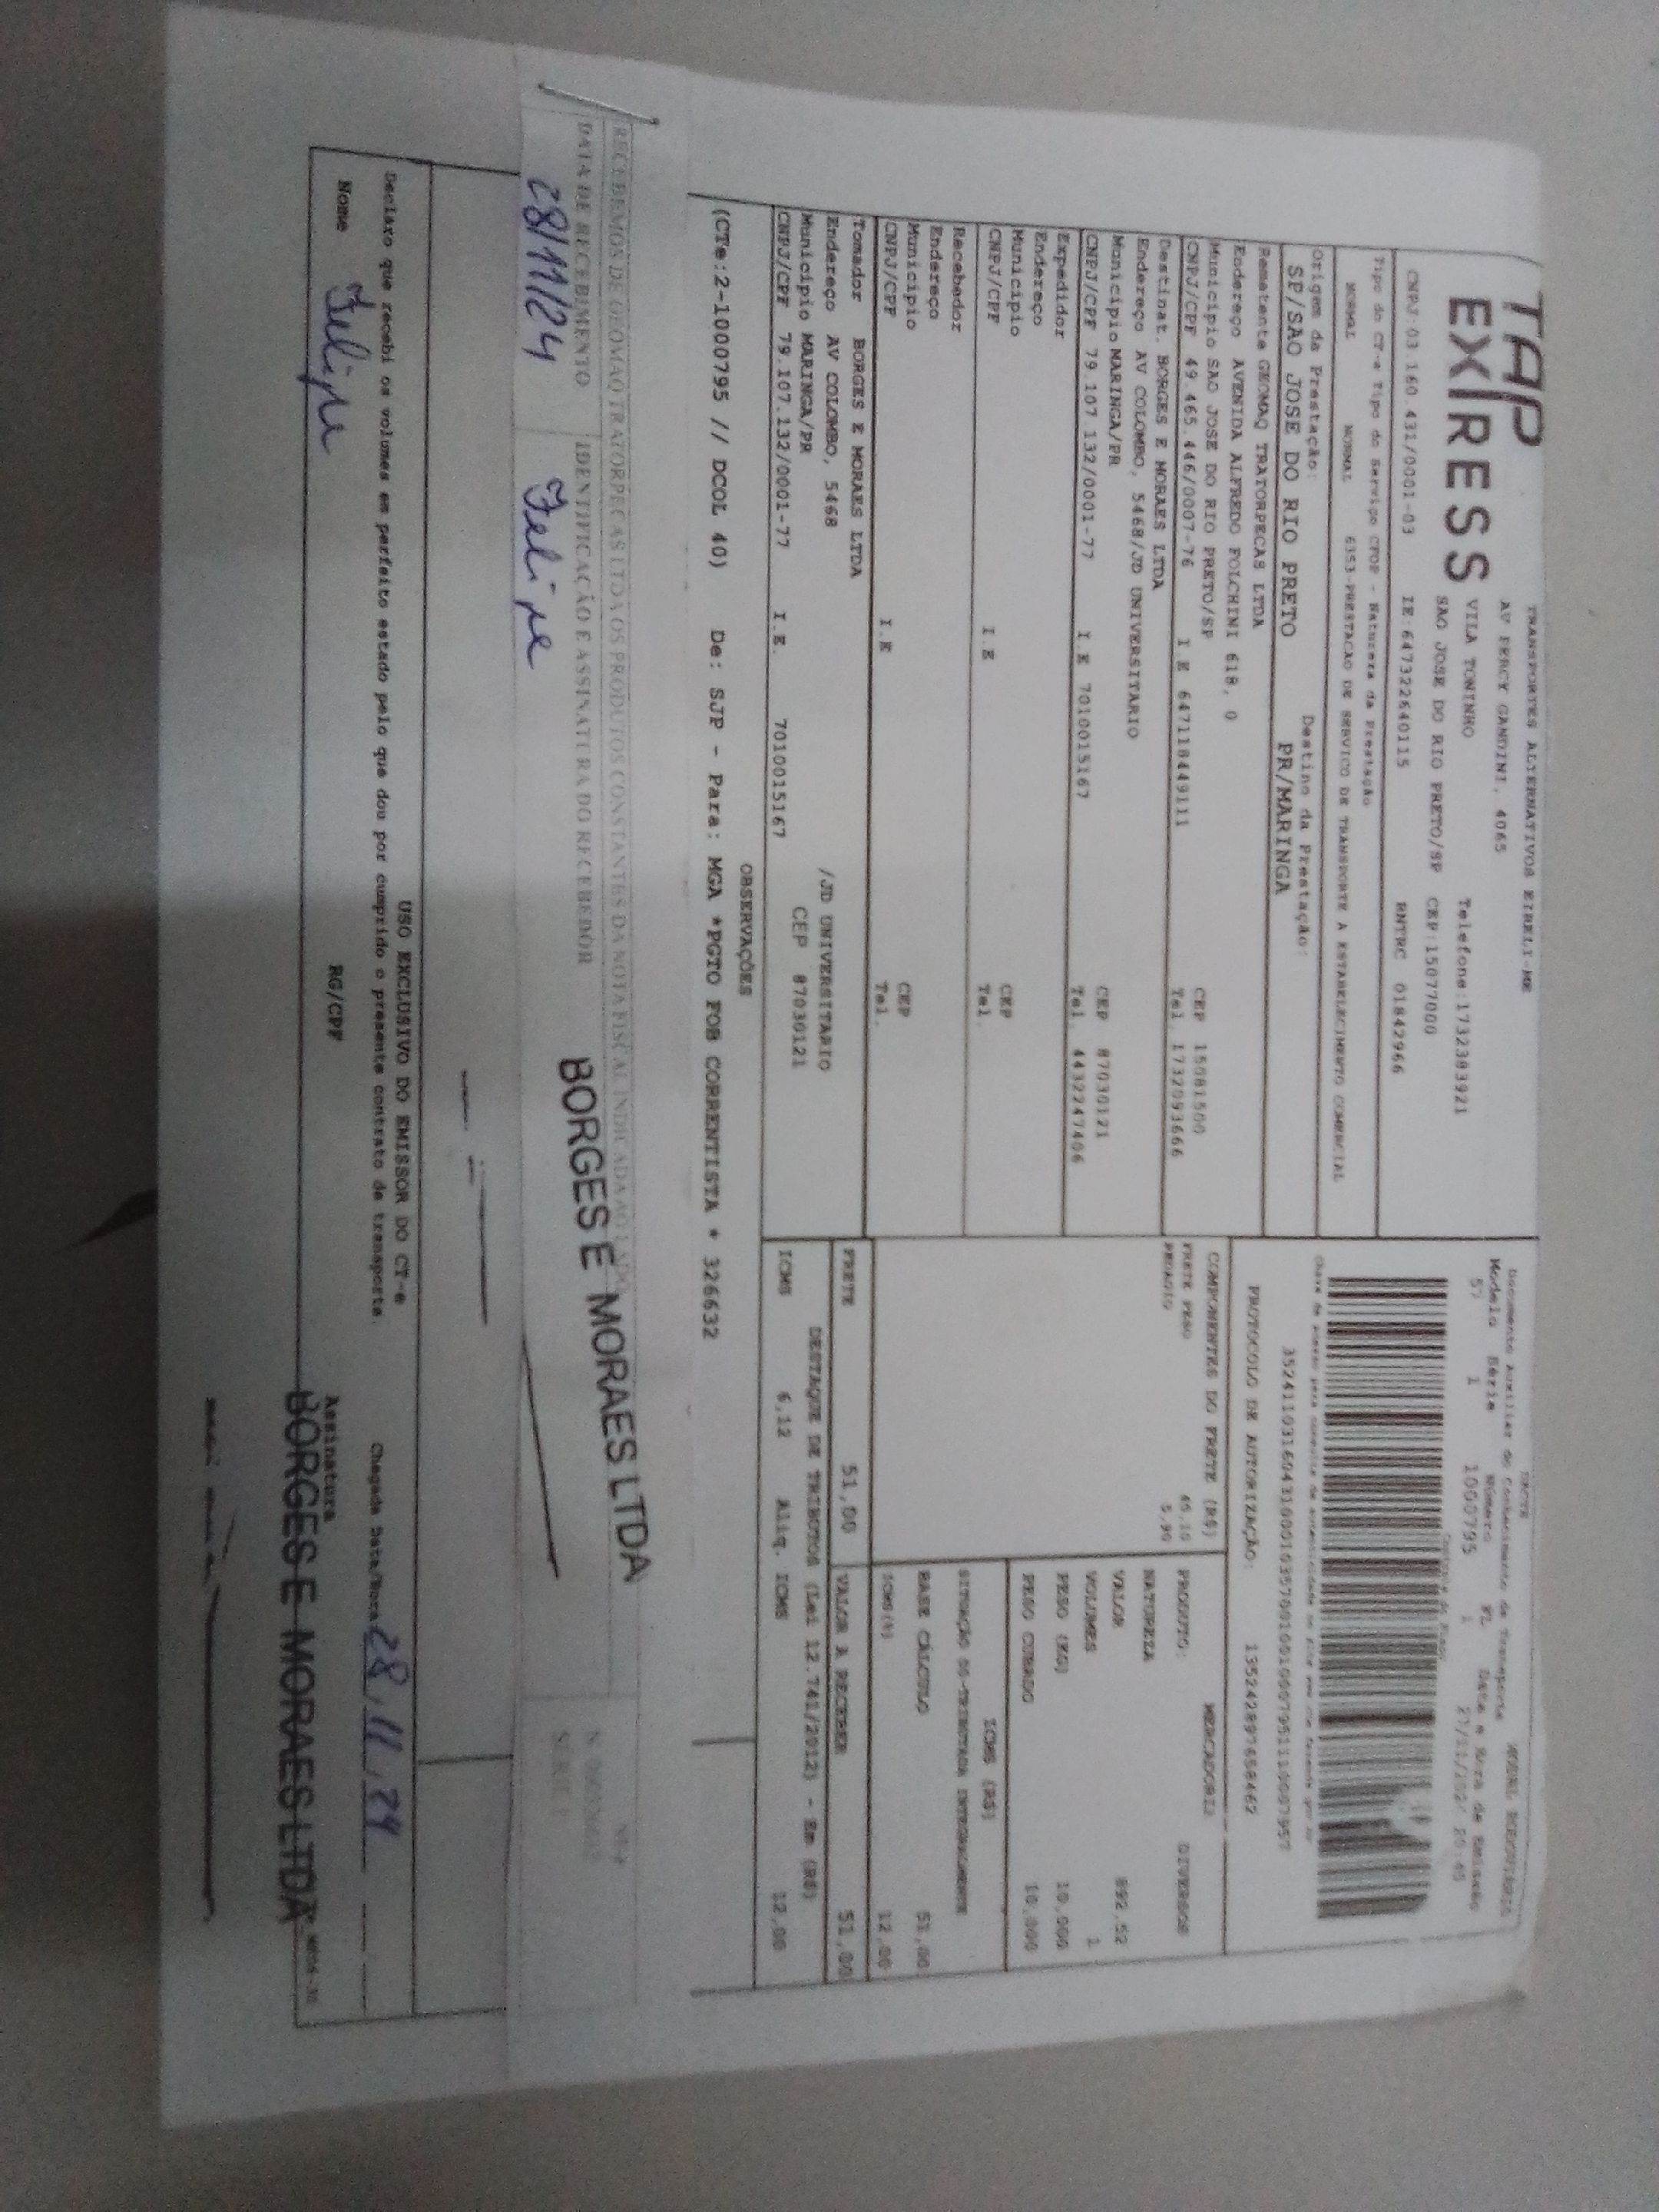 TAP
EXPRESS
TRANSPORTES ALTERNATIVOS EIRELI-ME
AV PERCY GANDINI, 4065
VILA TONINHO Telefone:1732383921
SAO JOSE DO RIO PRETO/SP CEP:15077000
CNPJ:03.160.431/0001-03 IE:647322640115 RNTRC 01842966
Tipo do CT-e Tipo do Serviço CFOP - Natureza da Prestação
NORMAL NORMAL 6353-PRESTACAO DE SERVICO DE TRANSPORTE A ESTABELECIMENTO COMERCIAL
Origem da Prestação: Destino da Prestação:
SP/SAO JOSE DO RIO PRETO PR/MARINGA
Remetente GEOMAQ TRATORPECAS LTDA
Endereço AVENIDA ALFREDO FOLCHINI 618, 0
Município SAO JOSE DO RIO PRETO/SP CEP 15081500
CNPJ/CPF 49.465.446/0007-76 I.E 647118449111 Tel. 1732093666
Destinat. BORGES E MORAES LTDA
Endereço AV COLOMBO, 5468/JD UNIVERSITARIO
Município MARINGA/PR CEP 87030121
CNPJ/CPF 79.107.132/0001-77 I.E 7010015167 Tel. 4432247406
Expedidor
Endereço
Município CEP
CNPJ/CPF I.E Tel.
Recebedor
Endereço
Município CEP
CNPJ/CPF I.E Tel.
Tomador BORGES E MORAES LTDA
Endereço AV COLOMBO, 5468 /JD UNIVERSITARIO
Município MARINGA/PR CEP 87030121
CNPJ/CPF 79.107.132/0001-77 I.E. 7010015167
DACTE
Documento Auxiliar do Conhecimento de Transporte MODAL RODOVIÁRIO
Modelo Série Número FL Data e Hora de Emissão
57 1 1000795 1
PROTOCOLO DE AUTORIZAÇÃO: 135242897658462
COMPONENTES DO FRETE (R$)
FRETE PESO 45,10
PEDAGIO 5,90
MERCADORIA
PRODUTO: DIVERSOS
NATUREZA
VALOR 892,52
VOLUMES 1
PESO (KG) 10,000
PESO CUBADO 10,000
ICMS (R$)
SITUAÇÃO 00-TRIBUTADA INTEGRALMENTE
BASE CÁLCULO 51,00
ICMS(%) 12,00
FRETE 51,00 VALOR A RECEBER 51,00
DESTAQUE DE TRIBUTOS (Lei 12.741/2012) - Em (R$)
ICMS 6,12 Aliq. ICMS 12,00
OBSERVAÇÕES
(CTe:2-1000795 // DCOL 40) De: SJP - Para: MGA *PGTO FOB CORRENTISTA * 326632
RECEBEMOS DE GEOMAQ TRATORPECAS LTDA OS PRODUTOS CONSTANTES DA NOTA FISCAL INDICADA AO LADO
DATA DE RECEBIMENTO IDENTIFICAÇÃO E ASSINATURA DO RECEBEDOR
28/11/24 Felipe
BORGES E MORAES LTDA
USO EXCLUSIVO DO EMISSOR DO CT-e
Declaro que recebi os volumes em perfeito estado pelo que dou por cumprido o presente contrato de transporte. Chegada Data/Hora 28, 11, 24
Nome Felipe RG/CPF Assinatura
BORGES E MORAES LTDA